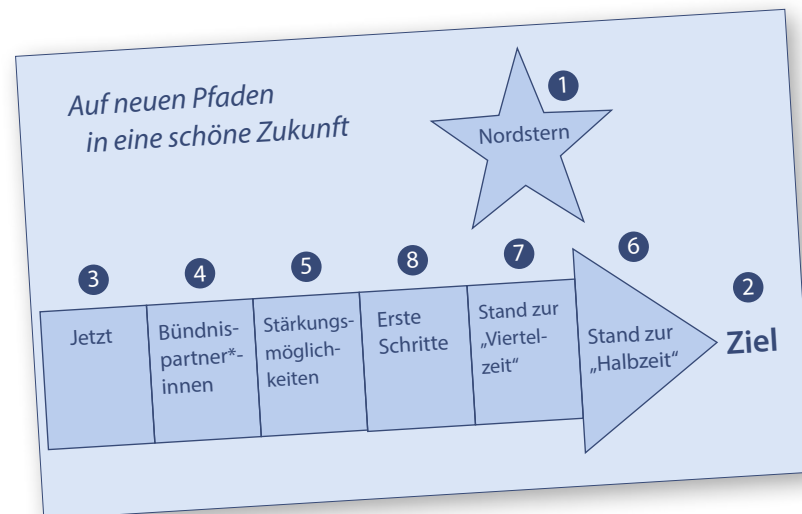 Auf neuen Pfaden
in eine schöne Zukunft
1
Nordstern
3
4
5
8
7
6
2
Jetzt
Bündnis-
partner*-
innen
Stärkungs-
möglich-
keiten
Erste
Schritte
Stand zur
„Viertel-
zeit“
Stand zur
„Halbzeit“
Ziel